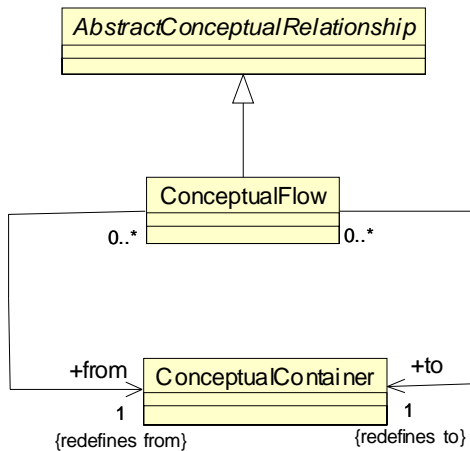 AbstractConceptualRelationship
ConceptualFlow
0..*
0..*
+from
ConceptualContainer
+to
1
1
{redefines from}
{redefines to}